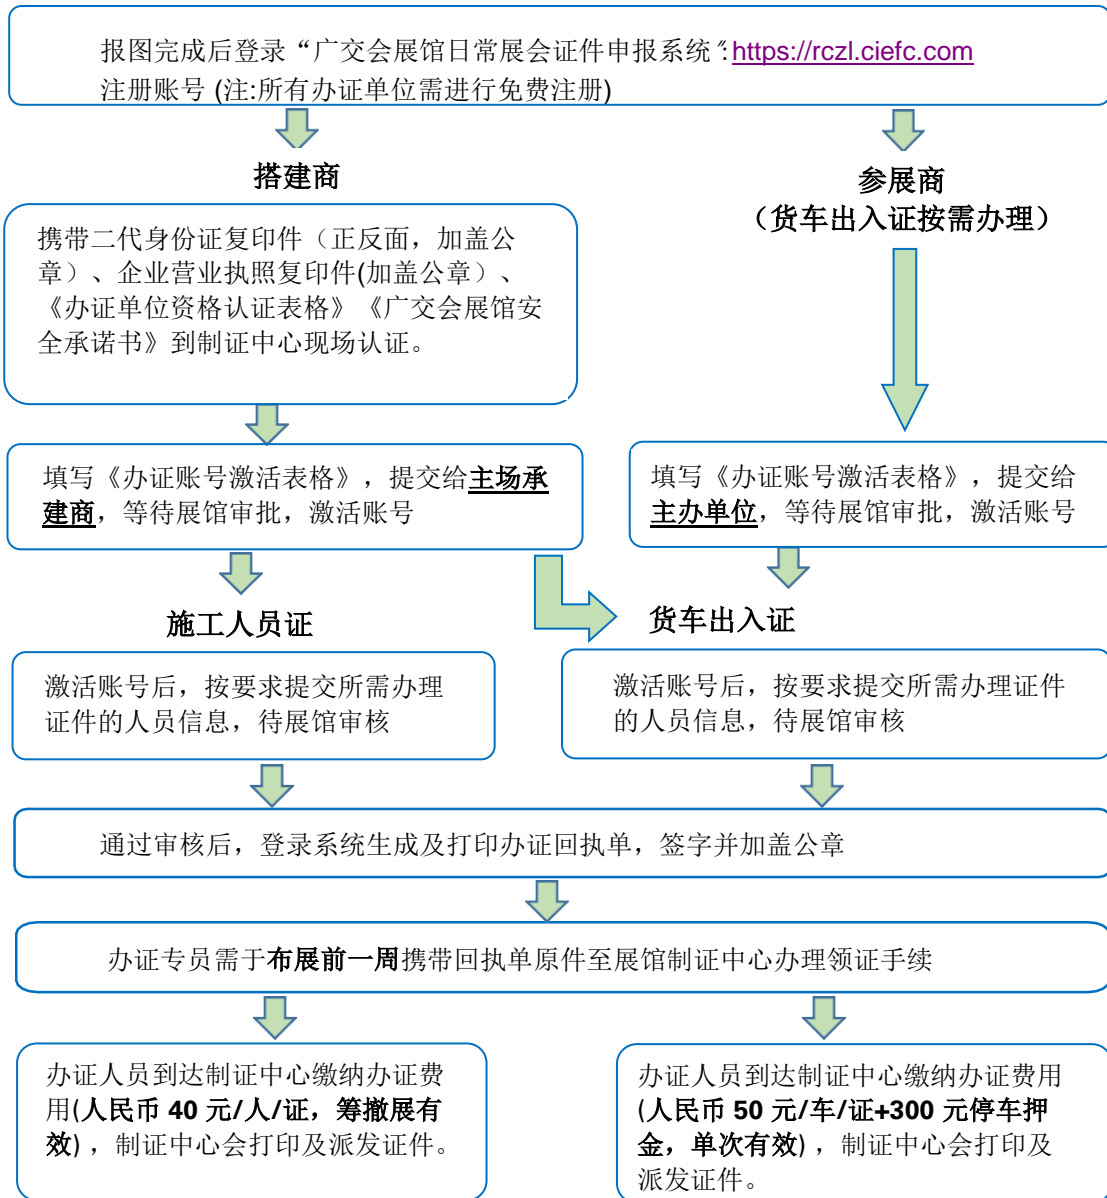 报图完成后登录“广交会展馆日常展会证件申报系统”:https://rczl.ciefc.com
注册账号 (注:所有办证单位需进行免费注册)
搭建商
携带二代身份证复印件（正反面，加盖公
章）、企业营业执照复印件(加盖公章）、
《办证单位资格认证表格》《广交会展馆安
全承诺书》到制证中心现场认证。
参展商
（货车出入证按需办理）
填写《办证账号激活表格》，提交给主场承
建商，等待展馆审批，激活账号
填写《办证账号激活表格》，提交给
主办单位，等待展馆审批，激活账号
施工人员证
激活账号后，按要求提交所需办理
证件的人员信息，待展馆审核
货车出入证
激活账号后，按要求提交所需办理证件
的人员信息，待展馆审核
通过审核后，登录系统生成及打印办证回执单，签字并加盖公章
办证专员需于布展前一周携带回执单原件至展馆制证中心办理领证手续
办证人员到达制证中心缴纳办证费
用(人民币 40 元/人/证，筹撤展有
效)，制证中心会打印及派发证件。
办证人员到达制证中心缴纳办证费用
(人民币 50 元/车/证+300 元停车押
金，单次有效)，制证中心会打印及
派发证件。